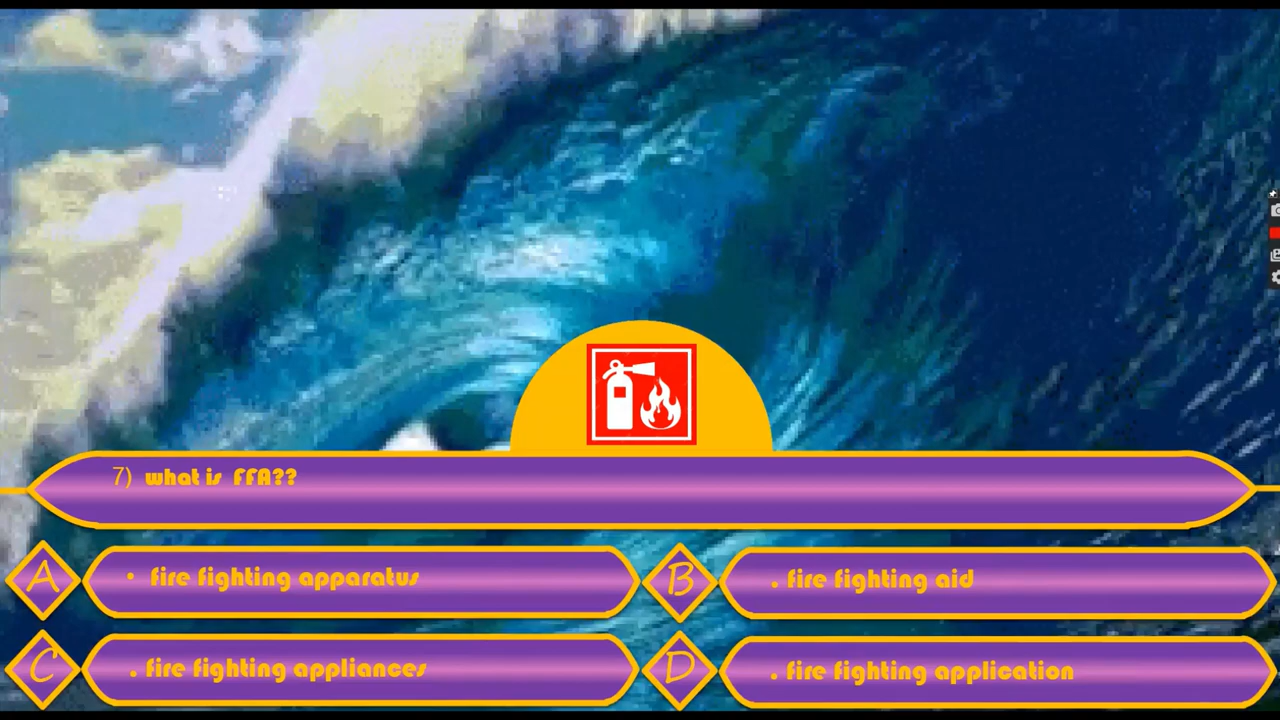 7) what is FFA??
A • fire fighting apparatus
B . fire fighting aid
C . fire fighting appliances
D . fire fighting application